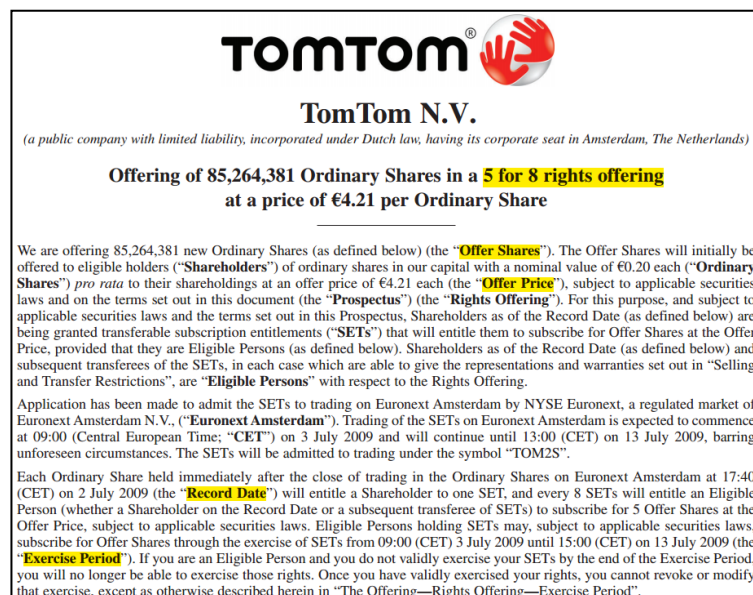 TOMTOM®
TomTom N.V.
(a public company with limited liability, incorporated under Dutch law, having its corporate seat in Amsterdam, The Netherlands)
Offering of 85,264,381 Ordinary Shares in a 5 for 8 rights offering
at a price of €4.21 per Ordinary Share
We are offering 85,264,381 new Ordinary Shares (as defined below) (the “Offer Shares”). The Offer Shares will initially be
offered to eligible holders (“Shareholders”) of ordinary shares in our capital with a nominal value of €0.20 each (“Ordinary
Shares”) pro rata to their shareholdings at an offer price of €4.21 each (the “Offer Price”), subject to applicable securities
laws and on the terms set out in this document (the “Prospectus”) (the “Rights Offering”). For this purpose, and subject to
applicable securities laws and the terms set out in this Prospectus, Shareholders as of the Record Date (as defined below) are
being granted transferable subscription entitlements (“SETs”) that will entitle them to subscribe for Offer Shares at the Offer
Price, provided that they are Eligible Persons (as defined below). Shareholders as of the Record Date (as defined below) and
subsequent transferees of the SETs, in each case which are able to give the representations and warranties set out in “Selling
and Transfer Restrictions”, are “Eligible Persons” with respect to the Rights Offering.
Application has been made to admit the SETs to trading on Euronext Amsterdam by NYSE Euronext, a regulated market of
Euronext Amsterdam N.V., (“Euronext Amsterdam”). Trading of the SETs on Euronext Amsterdam is expected to commence
at 09:00 (Central European Time; “CET”) on 3 July 2009 and will continue until 13:00 (CET) on 13 July 2009, barring
unforeseen circumstances. The SETs will be admitted to trading under the symbol “TOM2S”.
Each Ordinary Share held immediately after the close of trading in the Ordinary Shares on Euronext Amsterdam at 17:40
(CET) on 2 July 2009 (the “Record Date”) will entitle a Shareholder to one SET, and every 8 SETs will entitle an Eligible
Person (whether a Shareholder on the Record Date or a subsequent transferee of SETs) to subscribe for 5 Offer Shares at the
Offer Price, subject to applicable securities laws. Eligible Persons holding SETs may, subject to applicable securities laws,
subscribe for Offer Shares through the exercise of SETs from 09:00 (CET) 3 July 2009 until 15:00 (CET) on 13 July 2009 (the
“Exercise Period”). If you are an Eligible Person and you do not validly exercise your SETs by the end of the Exercise Period,
you will no longer be able to exercise those rights. Once you have validly exercised your rights, you cannot revoke or modify
that exercise, except as otherwise described herein in “The Offering—Rights Offering—Exercise Period”.